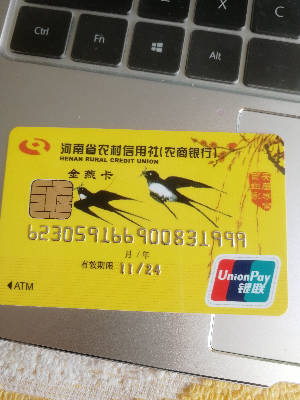 Ctrl
Fn
Alt
河南省农村信用社(农商银行)
HENAN RURAL CREDIT UNION
金燕卡
623059166900831999
月/年
有效期限 11/24
ATM
UnionPay
银联